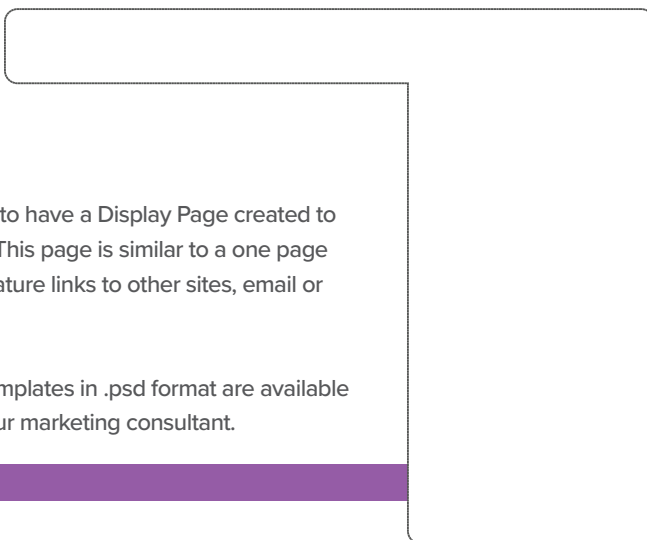 to have a Display Page created to
This page is similar to a one page
ature links to other sites, email or
mplates in .psd format are available
ur marketing consultant.